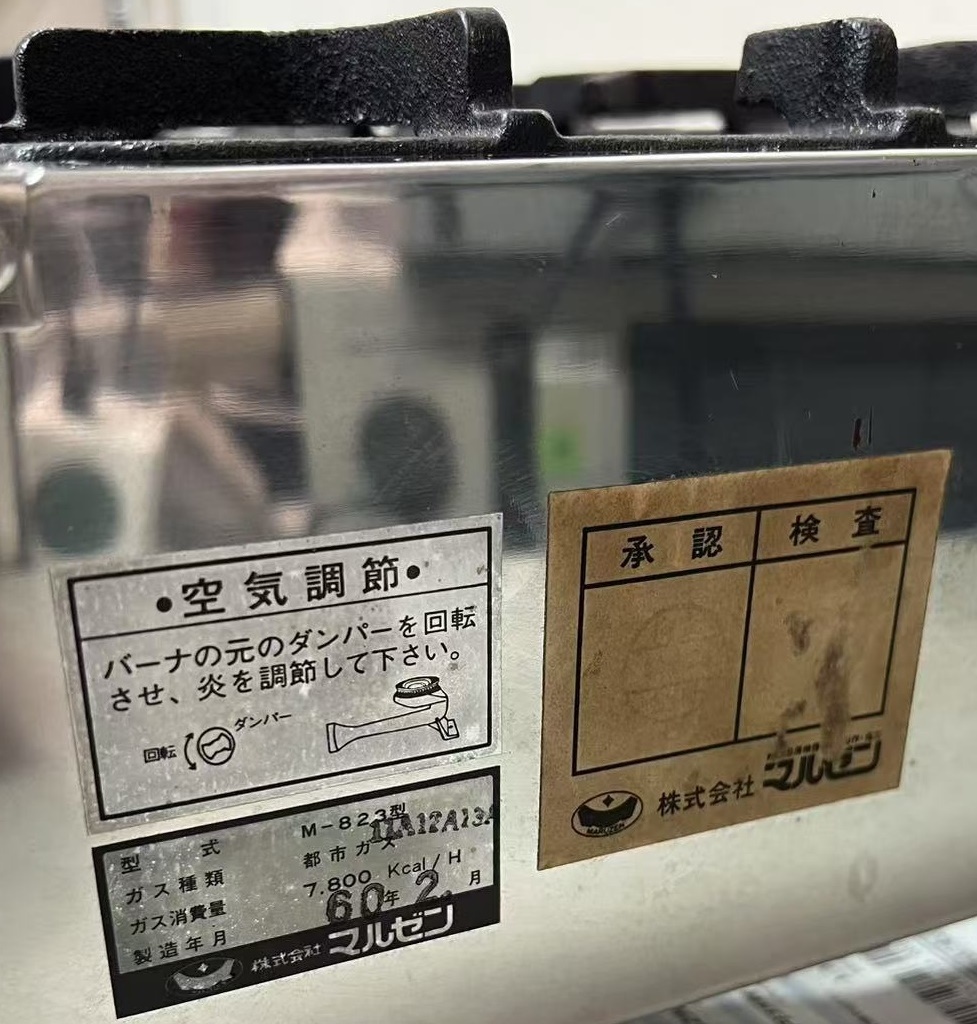 •空気調節•
バーナの元のダンパーを回転
させ、炎を調節して下さい。
ダンパー
回転
型式 M-823型
ガス種類 都市ガス 11A12A13A
ガス消費量 7.800 Kcal/H
製造年月 60年2月
株式会社マルゼン
承認 検査
MARUZEN 株式会社 マルゼン